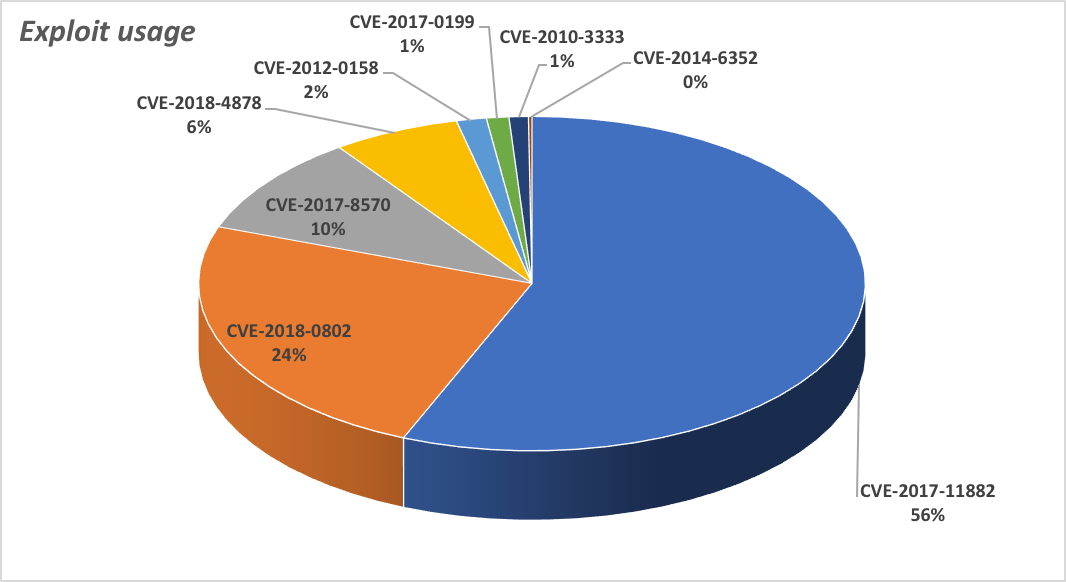 Exploit usage
CVE-2017-0199
1%
CVE-2010-3333
1%
CVE-2014-6352
0%
CVE-2012-0158
2%
CVE-2018-4878
6%
CVE-2017-8570
10%
CVE-2018-0802
24%
CVE-2017-11882
56%